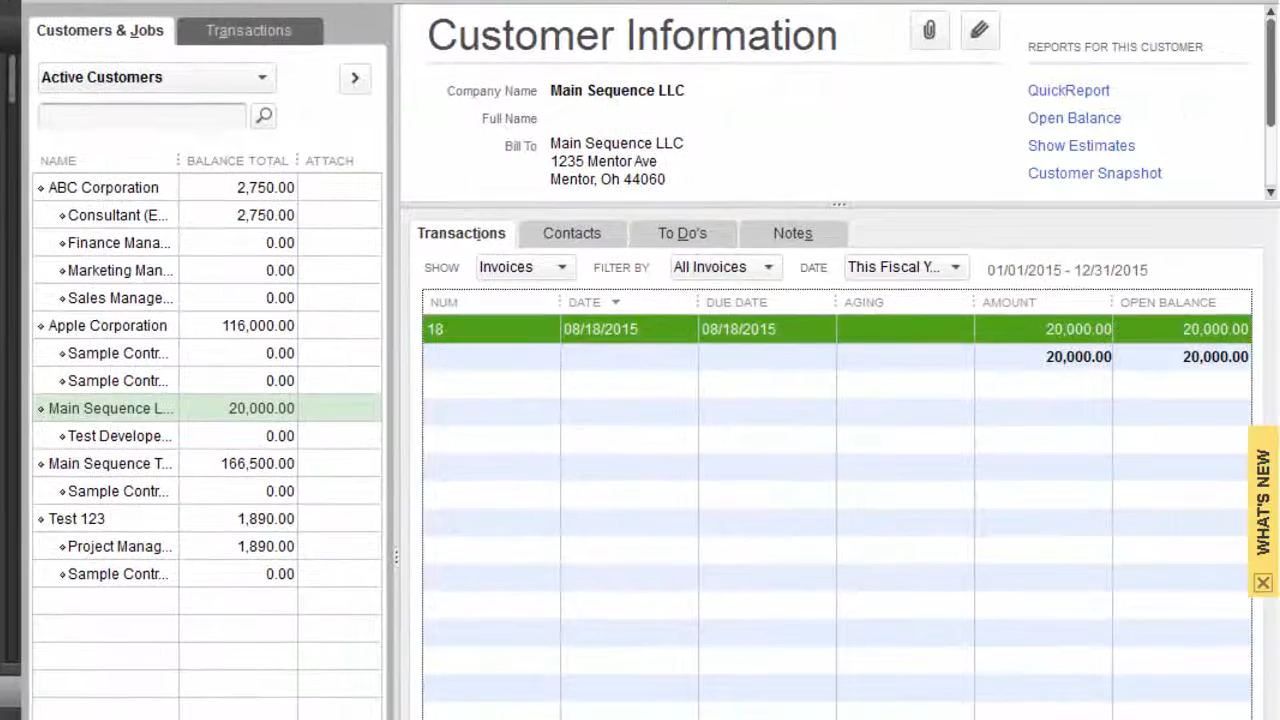 Customers & Jobs
Transactions
Active Customers
NAME BALANCE TOTAL ATTACH
ABC Corporation 2,750.00
Consultant (E... 2,750.00
Finance Mana... 0.00
Marketing Man... 0.00
Sales Manage... 0.00
Apple Corporation 116,000.00
Sample Contr... 0.00
Sample Contr... 0.00
Main Sequence L... 20,000.00
Test Develope... 0.00
Main Sequence T... 166,500.00
Sample Contr... 0.00
Test 123 1,890.00
Project Manag... 1,890.00
Sample Contr... 0.00
Customer Information
Company Name Main Sequence LLC
Full Name
Bill To Main Sequence LLC
1235 Mentor Ave
Mentor, Oh 44060
REPORTS FOR THIS CUSTOMER
QuickReport
Open Balance
Show Estimates
Customer Snapshot
Transactions Contacts To Do's Notes
SHOW Invoices FILTER BY All Invoices DATE This Fiscal Y... 01/01/2015 - 12/31/2015
NUM DATE DUE DATE AGING AMOUNT OPEN BALANCE
18 08/18/2015 08/18/2015 20,000.00 20,000.00
20,000.00 20,000.00
WHAT'S NEW